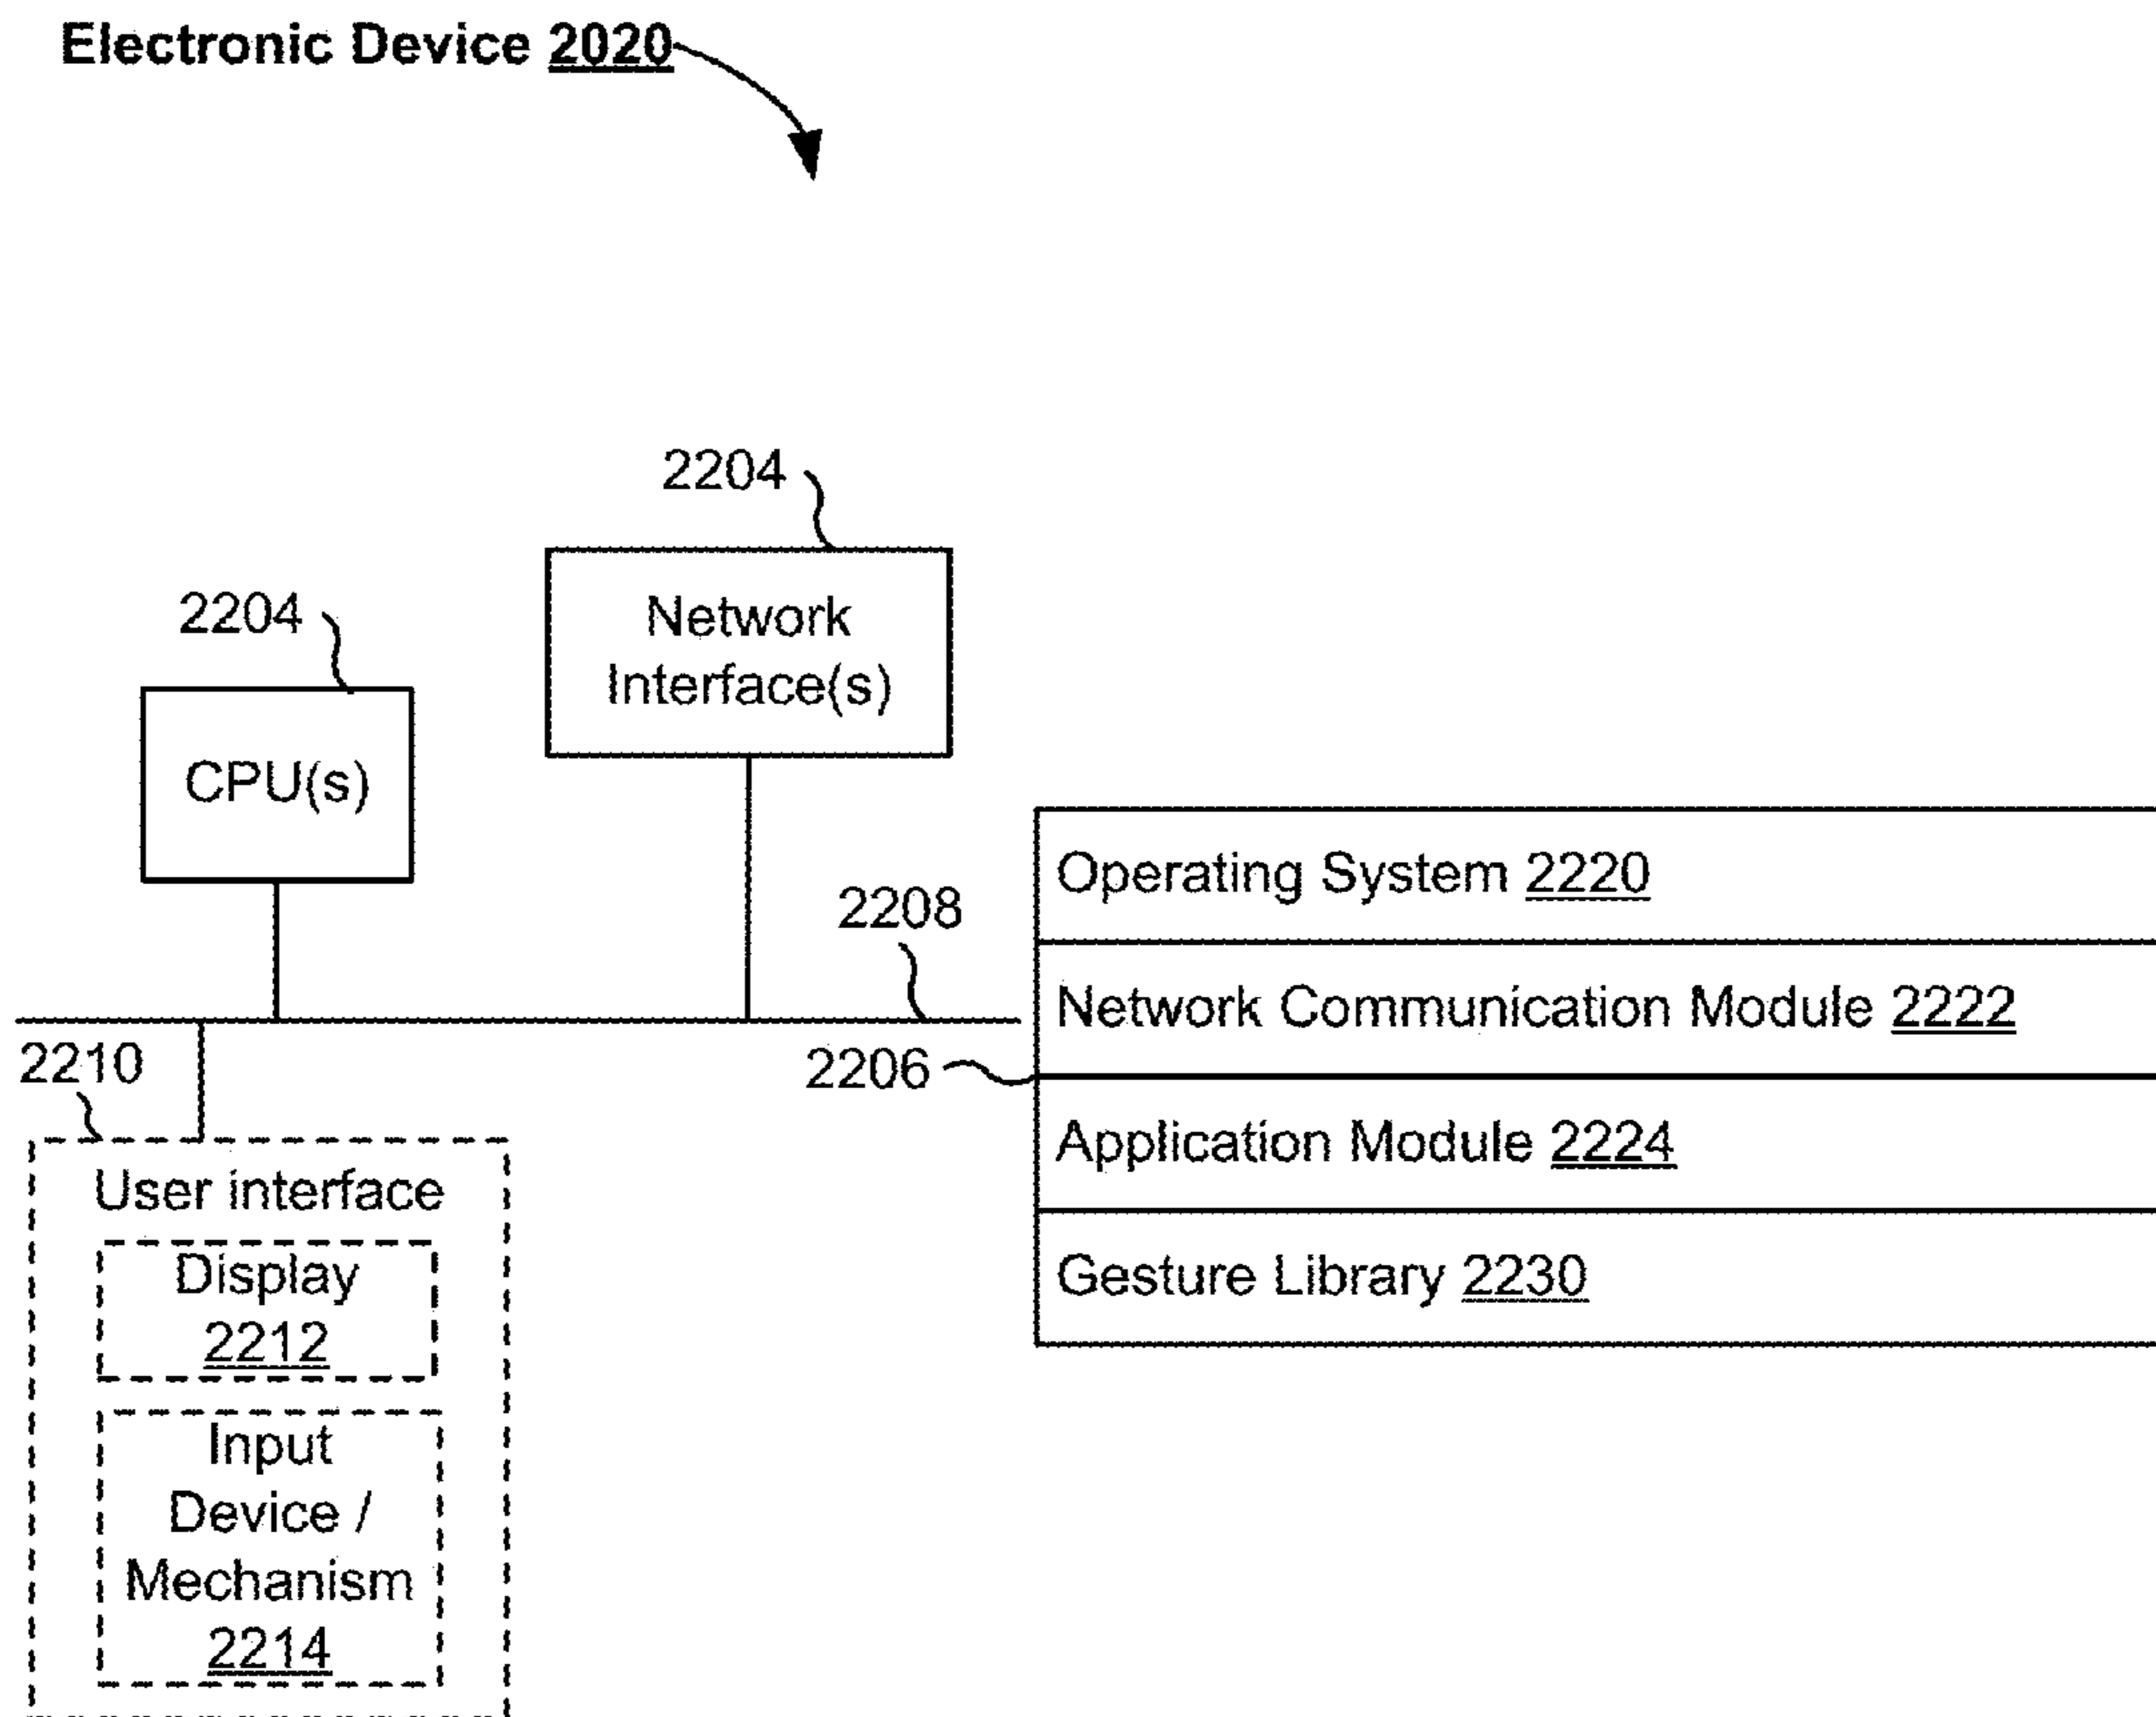 Electronic Device 2020
2204
Network
Interface(s)
2204
CPU(s)
2208
2210
2206
Operating System 2220
Network Communication Module 2222
Application Module 2224
Gesture Library 2230
User interface
Display
2212
Input
Device /
Mechanism
2214